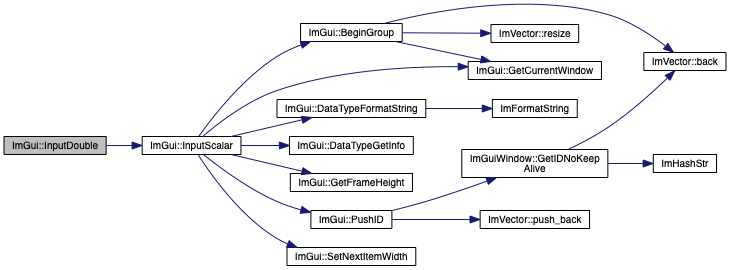 ImGui::BeginGroup
ImVector::resize
ImVector::back
ImGui::GetCurrentWindow
ImGui::DataTypeFormatString
ImFormatString
ImGui::InputDouble
ImGui::InputScalar
ImGui::DataTypeGetInfo
ImGuiWindow::GetIDNoKeep
Alive
ImHashStr
ImGui::GetFrameHeight
ImGui::PushID
ImVector::push_back
ImGui::SetNextItemWidth